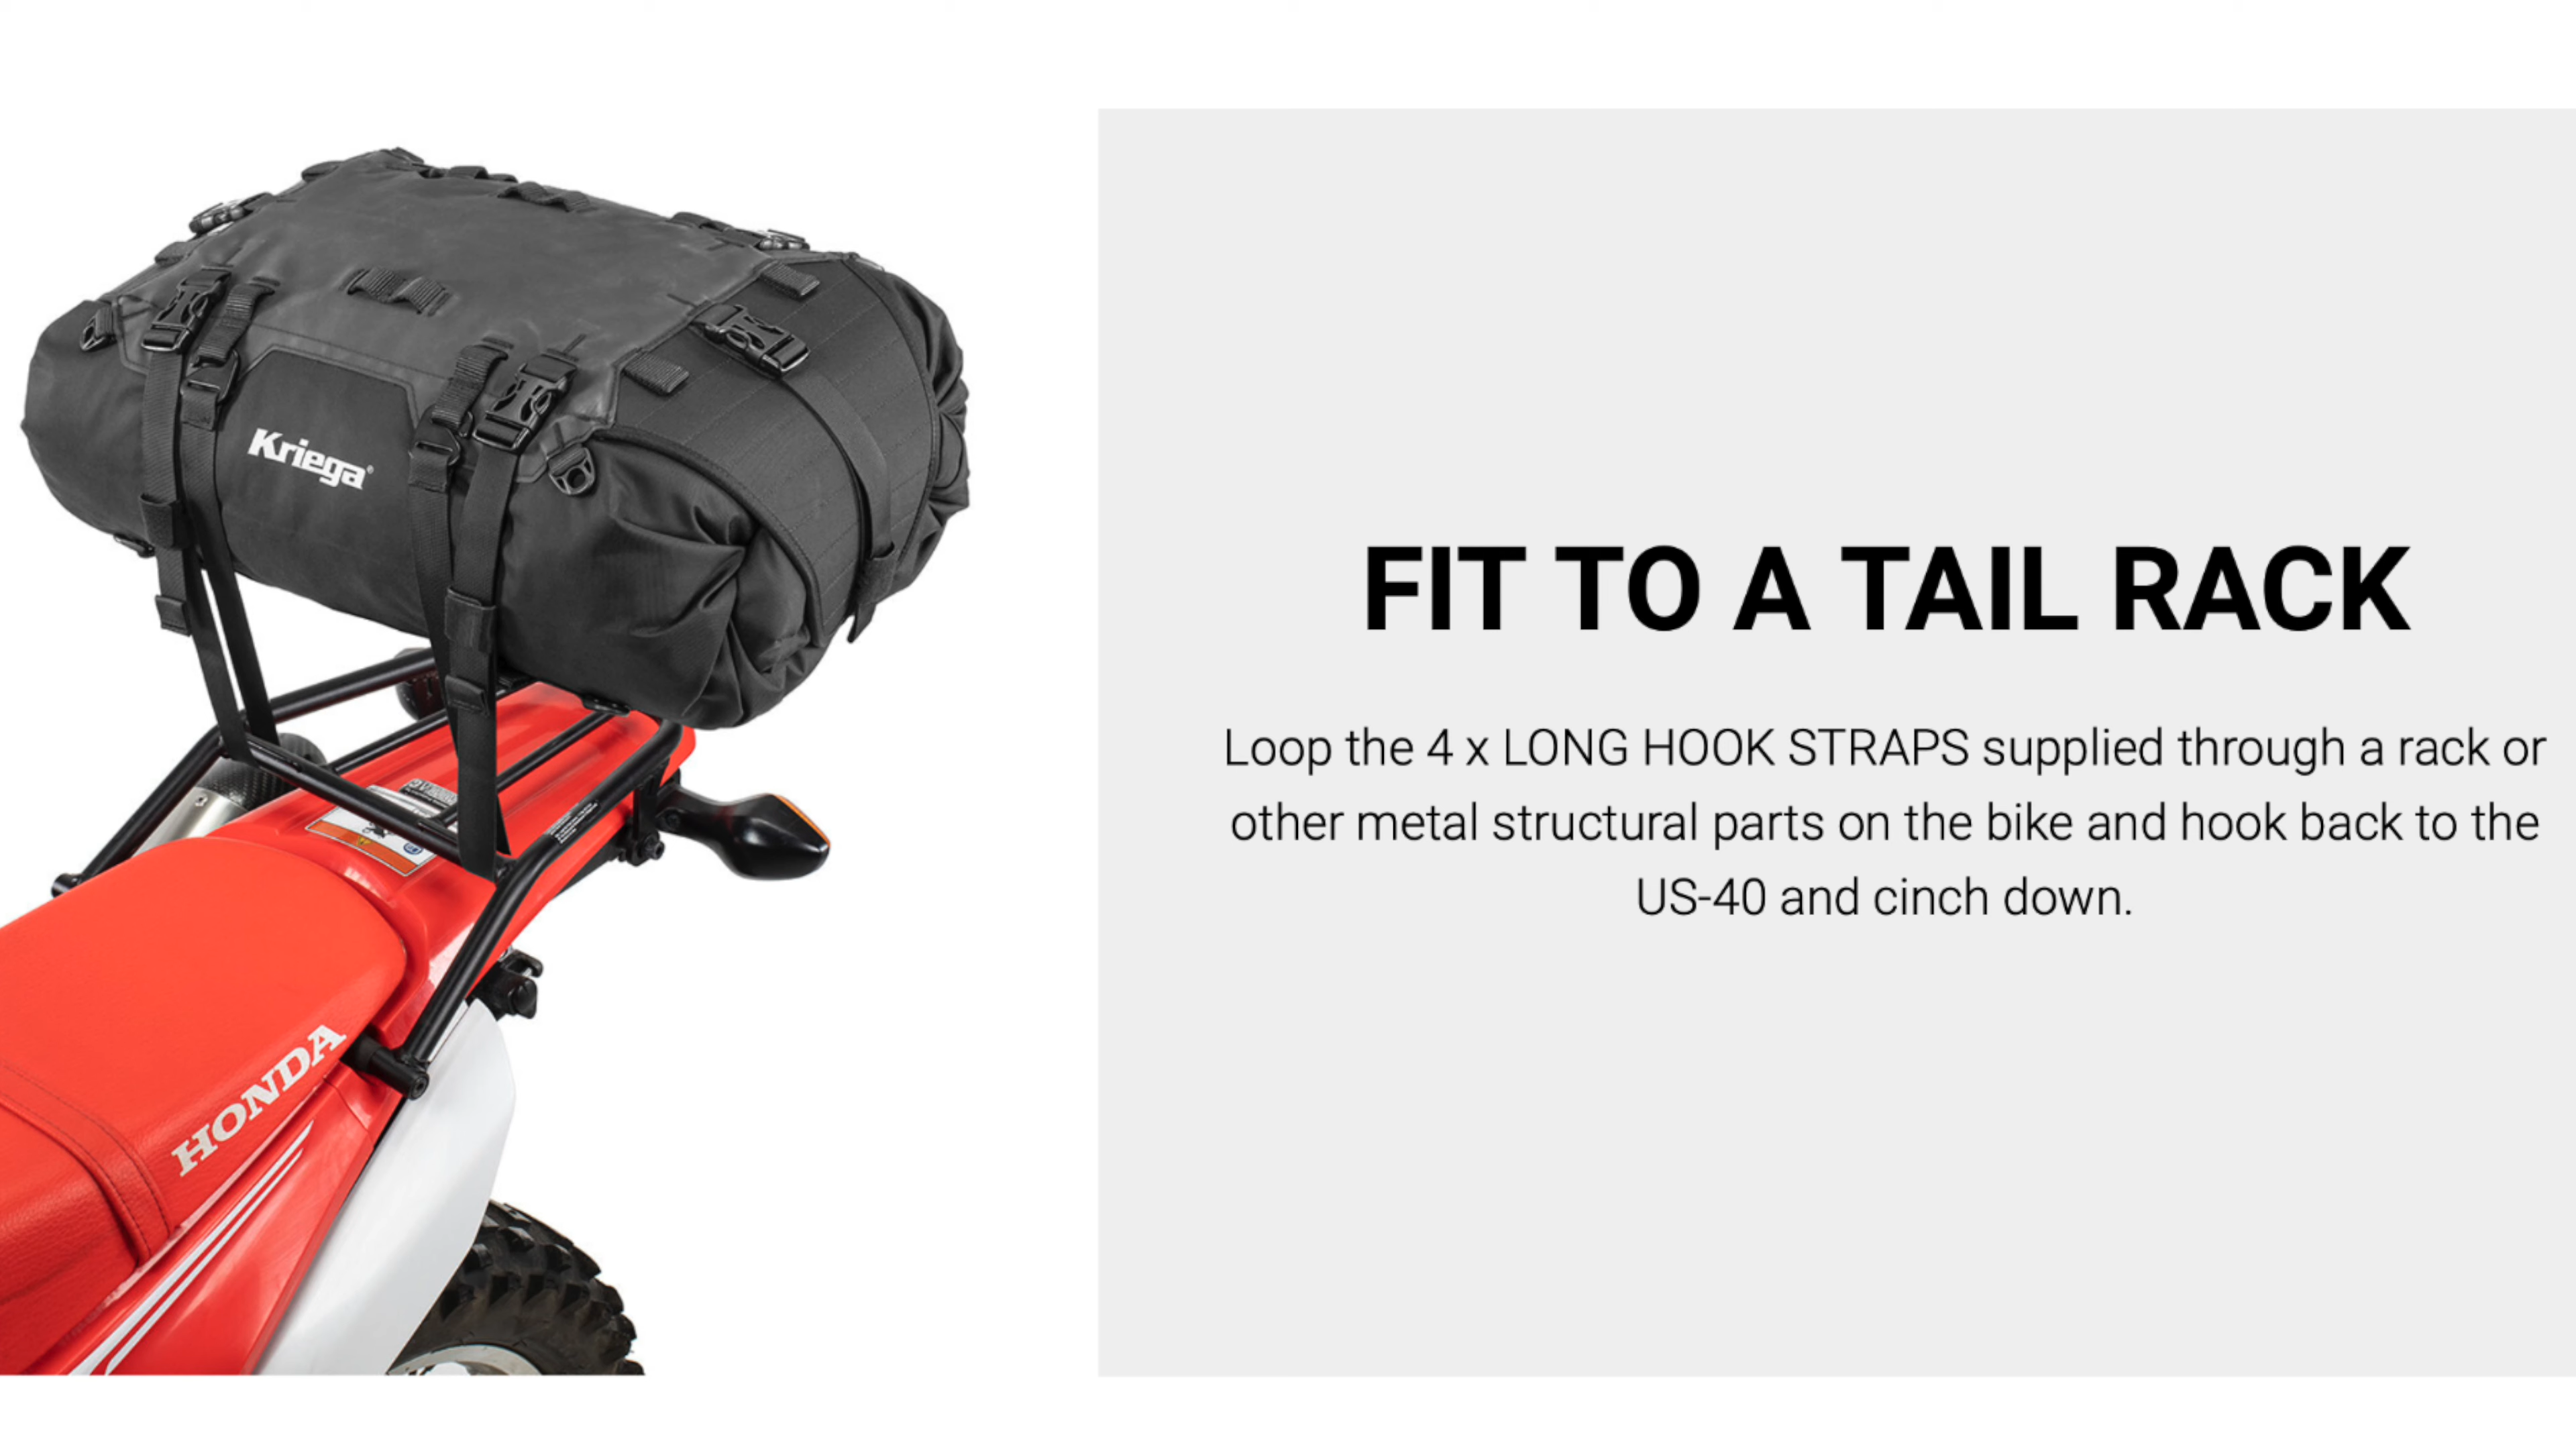 Kriega®
HONDA
FIT TO A TAIL RACK
Loop the 4 x LONG HOOK STRAPS supplied through a rack or
other metal structural parts on the bike and hook back to the
US-40 and cinch down.